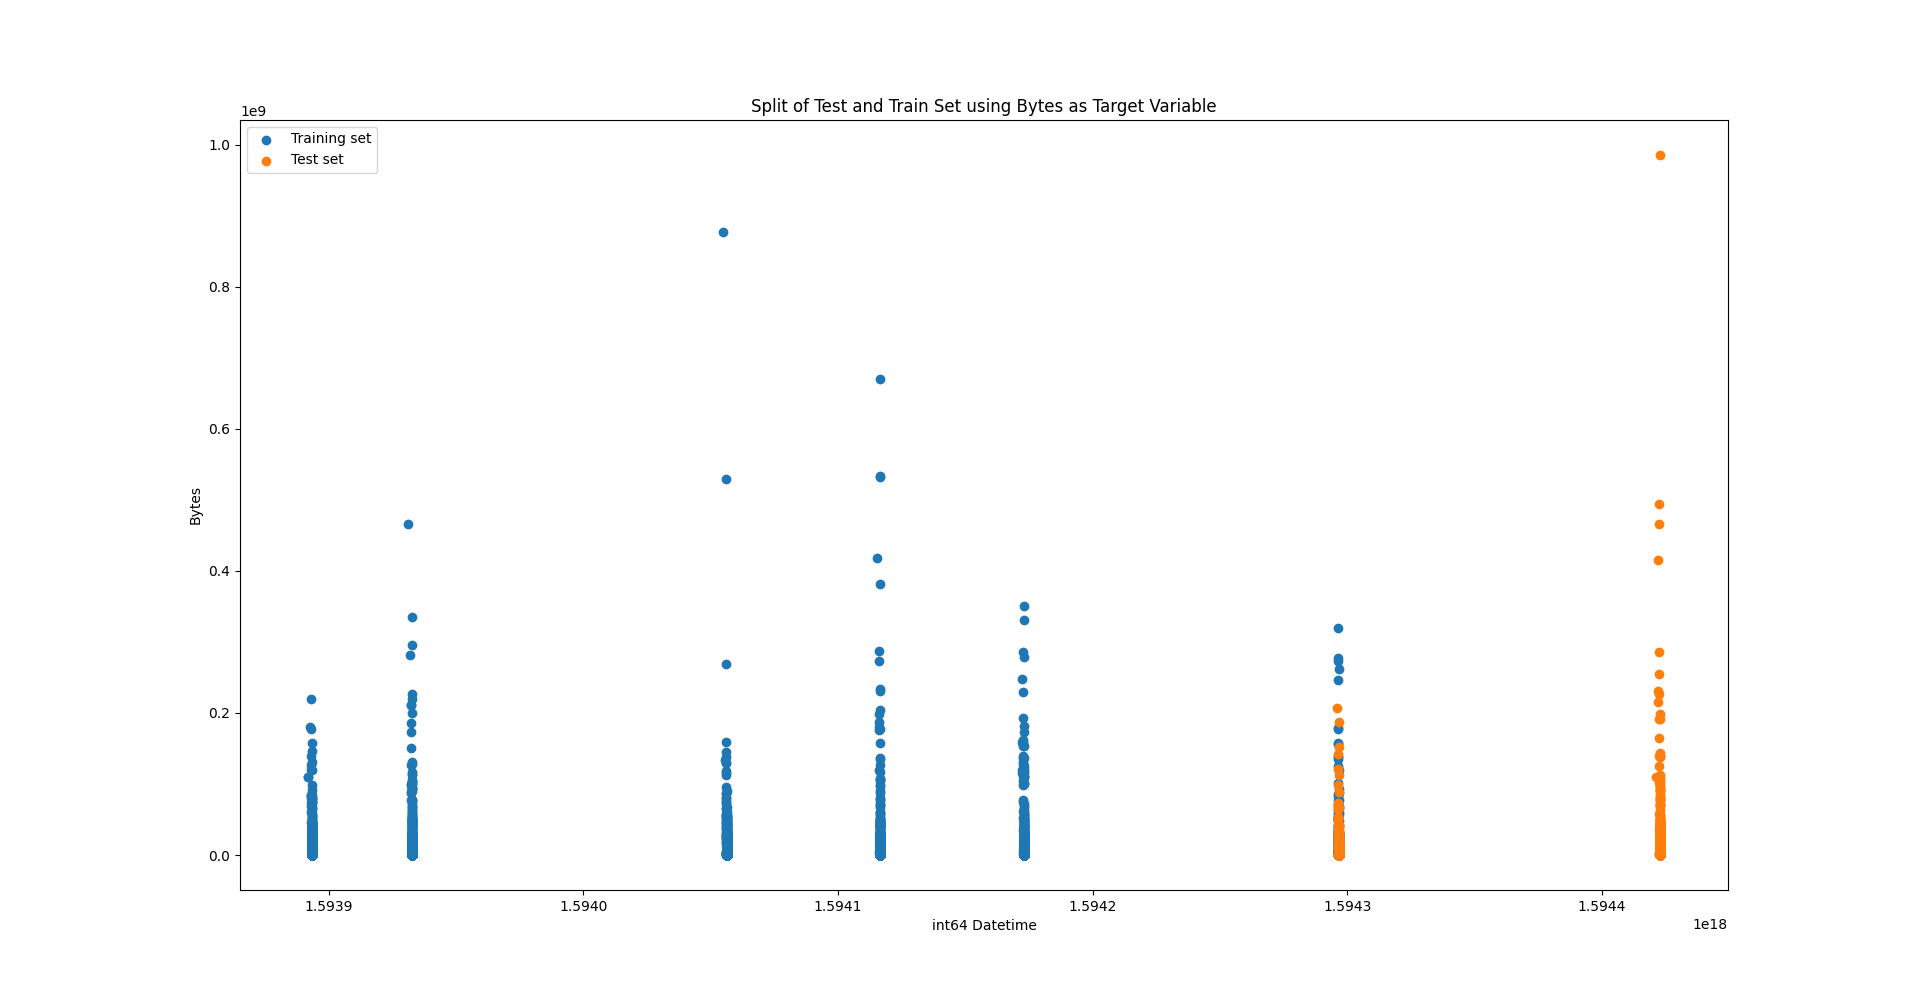 Split of Test and Train Set using Bytes as Target Variable
1e9
Training set
Test set
1.0
0.8
0.6
0.4
0.2
0.0
Bytes
1.5939 1.5940 1.5941 1.5942 1.5943 1.5944
int64 Datetime
1e18